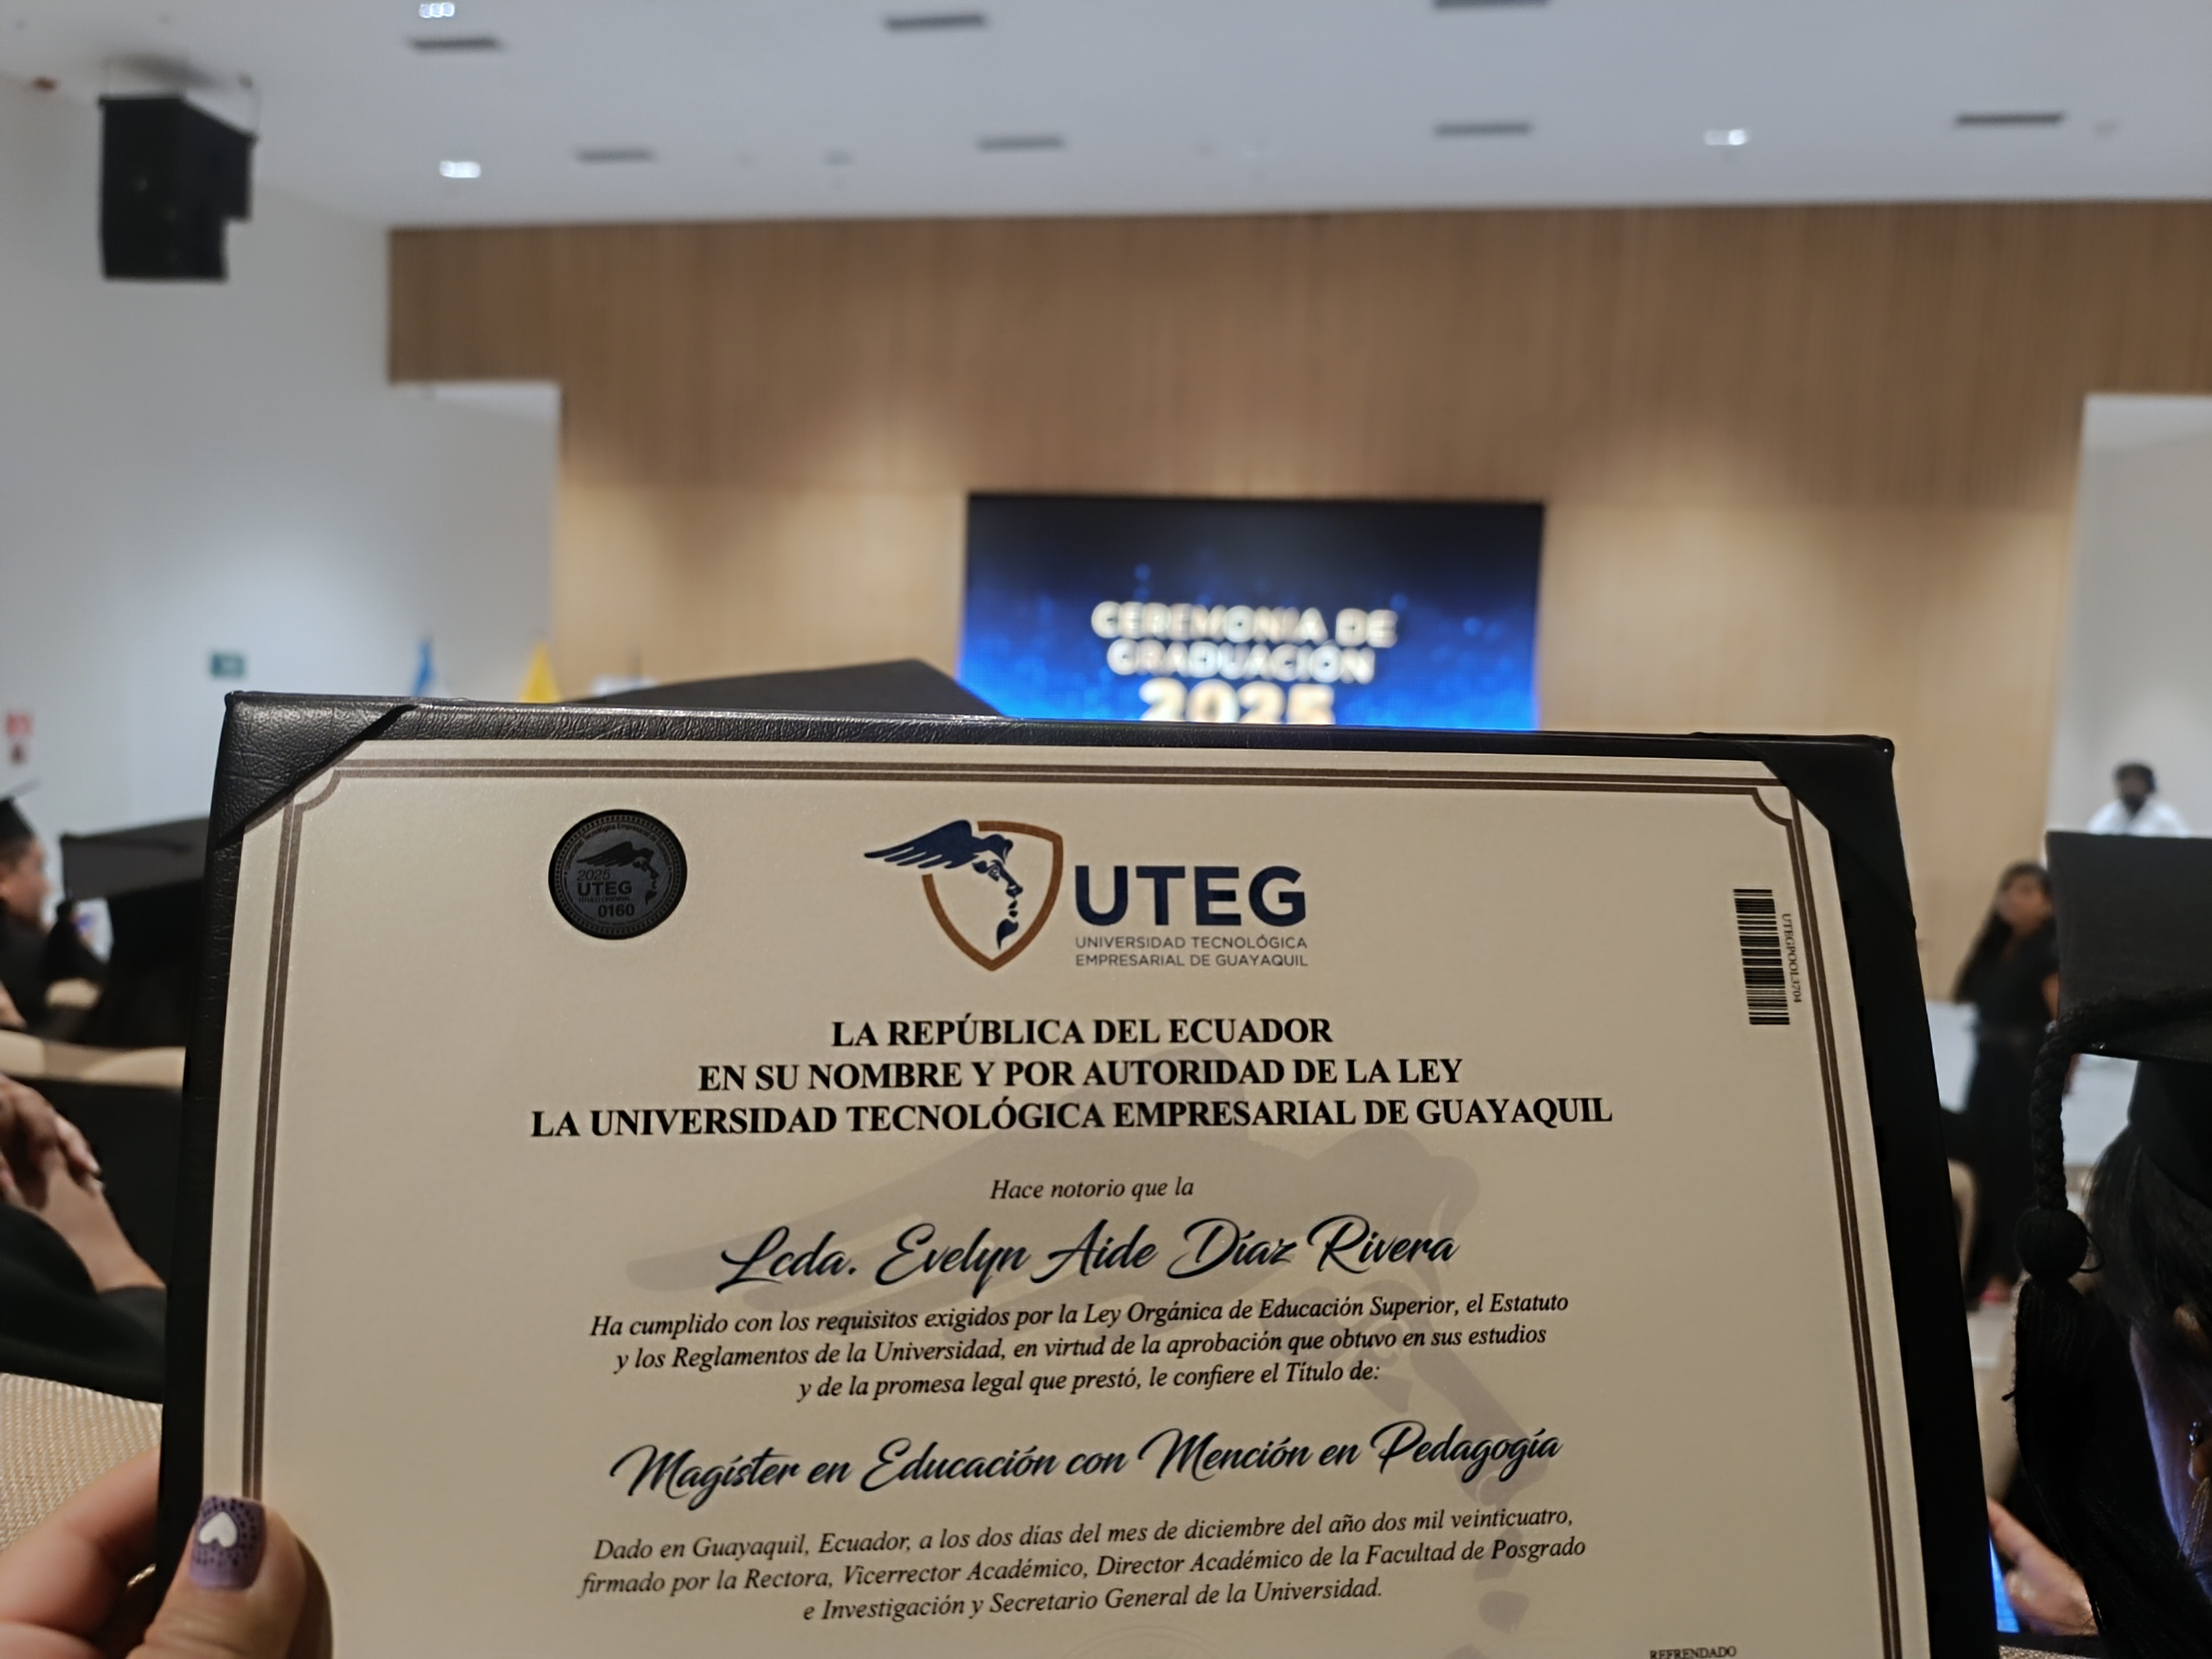 CEREMONIA DE
GRADUACIÓN
2025
2025
UTEG
0160
UTEG
UNIVERSIDAD TECNOLÓGICA
EMPRESARIAL DE GUAYAQUIL
UTEGPOOL3704
LA REPÚBLICA DEL ECUADOR
EN SU NOMBRE Y POR AUTORIDAD DE LA LEY
LA UNIVERSIDAD TECNOLÓGICA EMPRESARIAL DE GUAYAQUIL
Hace notorio que la
Lcda. Evelyn Aide Díaz Rivera
Ha cumplido con los requisitos exigidos por la Ley Orgánica de Educación Superior, el Estatuto
y los Reglamentos de la Universidad, en virtud de la aprobación que obtuvo en sus estudios
y de la promesa legal que prestó, le confiere el Título de:
Magíster en Educación con Mención en Pedagogía
Dado en Guayaquil, Ecuador, a los dos días del mes de diciembre del año dos mil veinticuatro,
firmado por la Rectora, Vicerrector Académico, Director Académico de la Facultad de Posgrado
e Investigación y Secretario General de la Universidad.
REFRENDADO